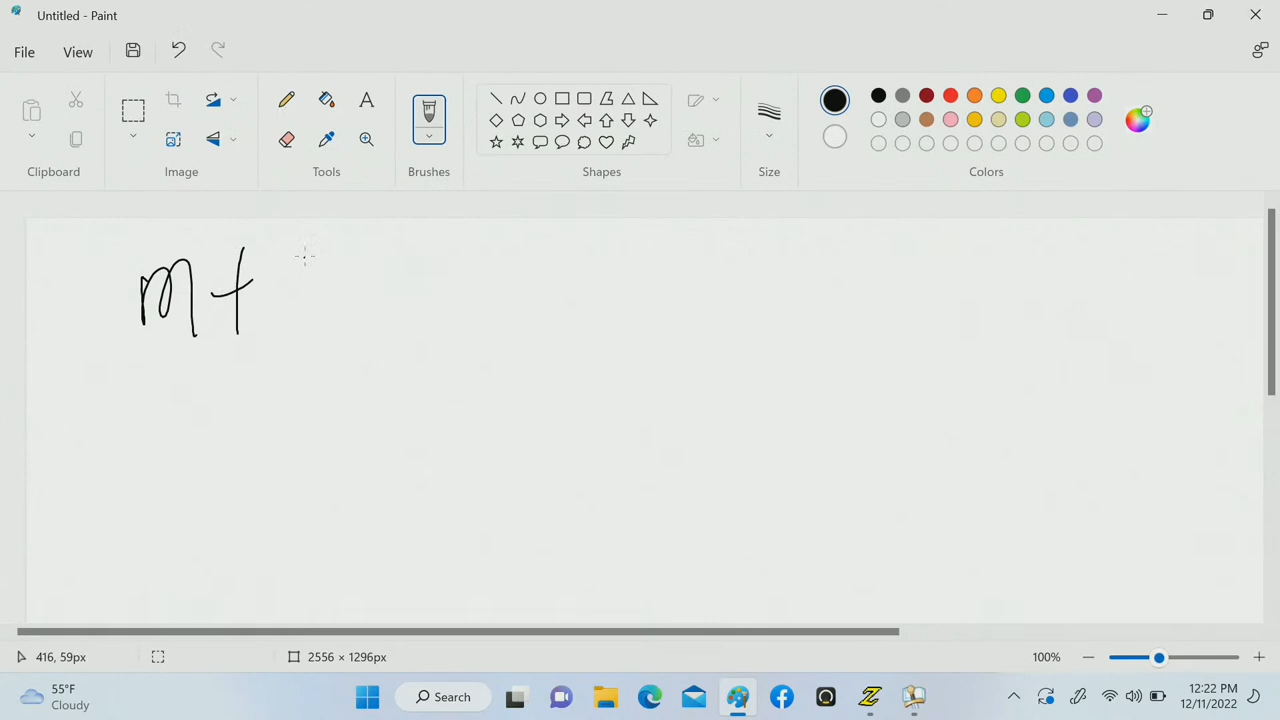 Untitled - Paint
File View
Clipboard Image Tools Brushes Shapes Size Colors
A
mt
416, 59px 2556 × 1296px 100%
55°F
Cloudy
Search
12:22 PM
12/11/2022